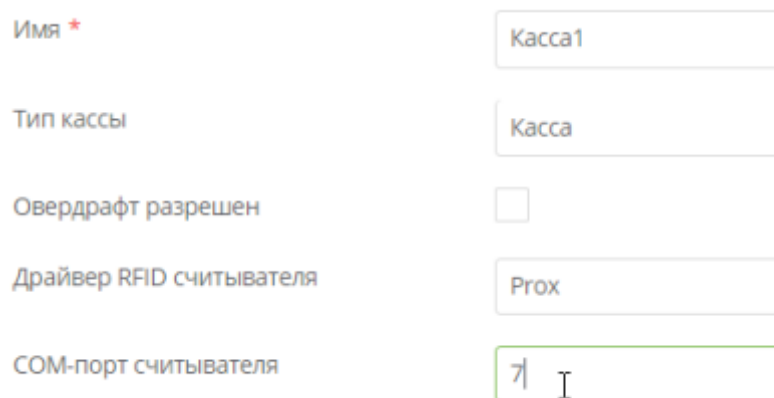 Имя *
Касса1
Тип кассы
Касса
Овердрафт разрешен
Драйвер RFID считывателя
Prox
COM-порт считывателя
7